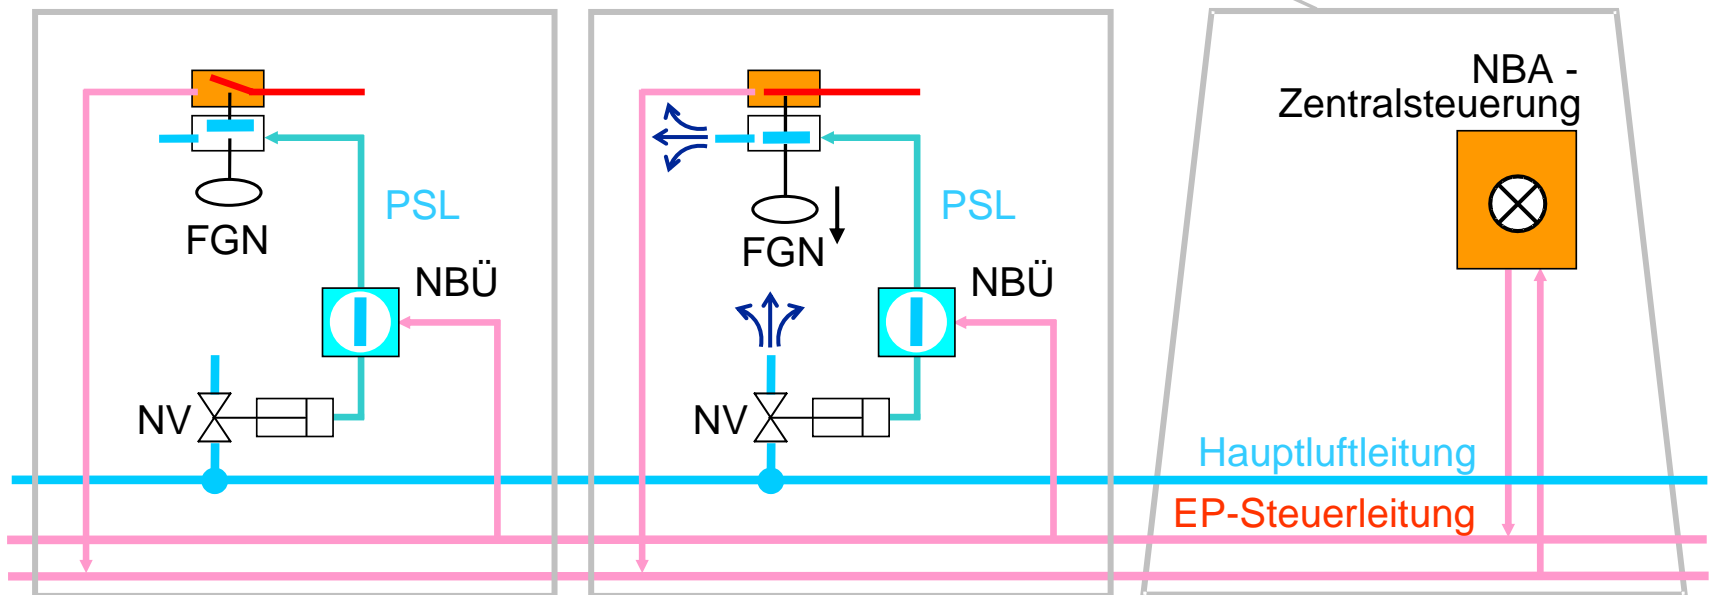 NBA -
Zentralsteuerung
PSL
FGN
NBÜ
NV
PSL
FGN
NBÜ
NV
Hauptluftleitung
EP-Steuerleitung